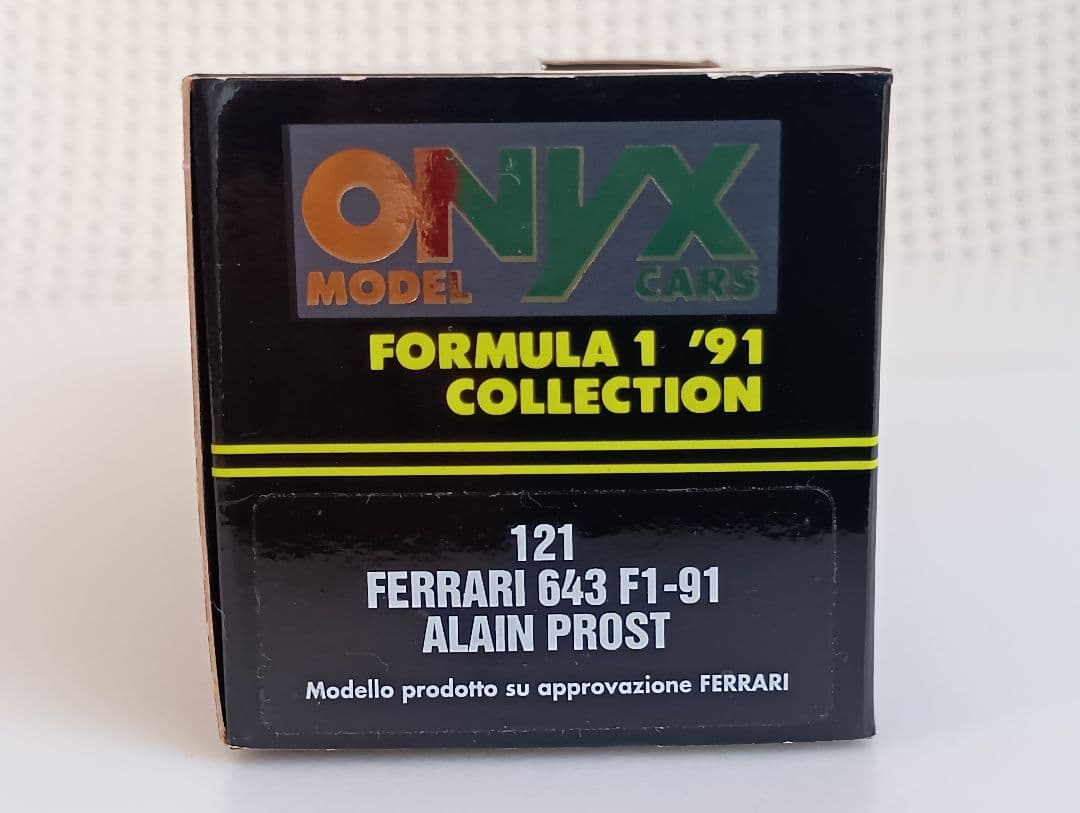 ONYX
MODEL CARS
FORMULA 1 '91
COLLECTION
121
FERRARI 643 F1-91
ALAIN PROST
Modello prodotto su approvazione FERRARI